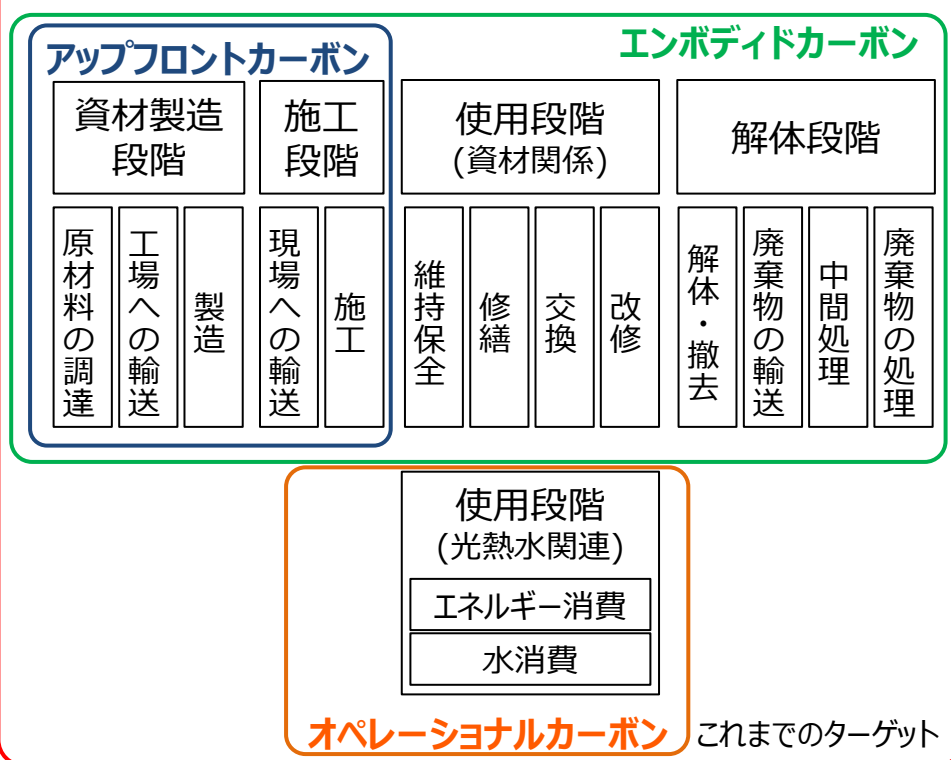 エンボディドカーボン
アップフロントカーボン
資材製造
段階
施工
段階
使用段階
(資材関係)
解体段階
原材料の調達
工場への輸送
製造
現場への輸送
施工
維持保全
修繕
交換
改修
解体・撤去
廃棄物の輸送
中間処理
廃棄物の処理
使用段階
(光熱水関連)
エネルギー消費
水消費
オペレーショナルカーボン
これまでのターゲット